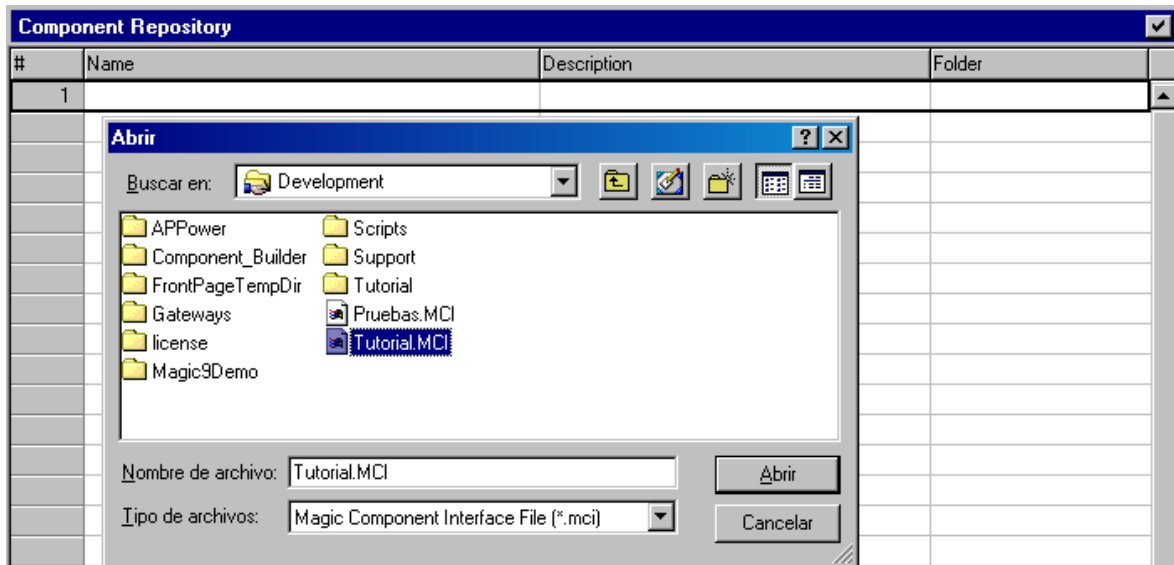 Component Repository
# Name Description Folder
1
Abrir
Buscar en: Development
APPower Scripts
Component_Builder Support
FrontPageTempDir Tutorial
Gateways Pruebas.MCI
license Tutorial.MCI
Magic9Demo
Nombre de archivo: Tutorial.MCI Abrir
Tipo de archivos: Magic Component Interface File (*.mci) Cancelar